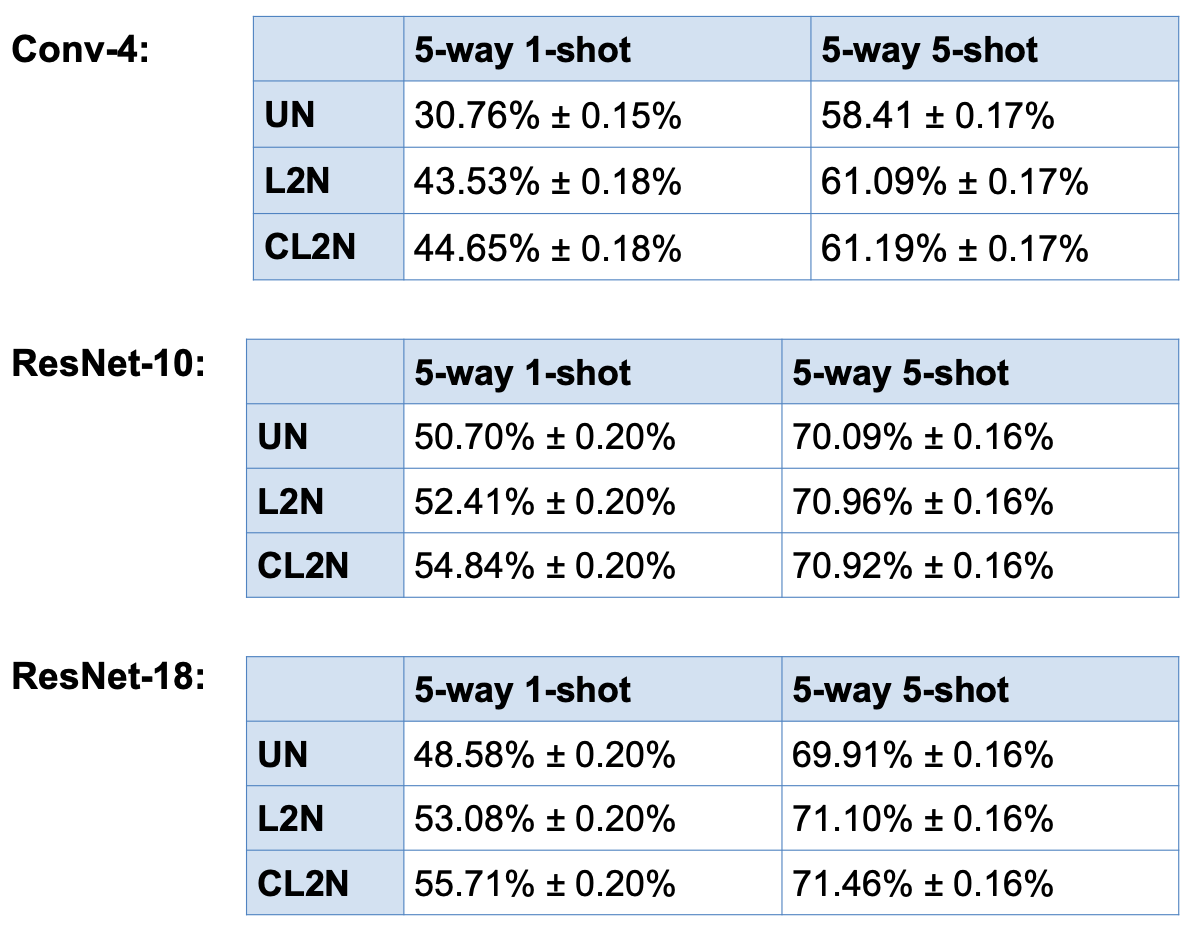 Conv-4:
5-way 1-shot 5-way 5-shot
UN 30.76% ± 0.15% 58.41 ± 0.17%
L2N 43.53% ± 0.18% 61.09% ± 0.17%
CL2N 44.65% ± 0.18% 61.19% ± 0.17%
ResNet-10:
5-way 1-shot 5-way 5-shot
UN 50.70% ± 0.20% 70.09% ± 0.16%
L2N 52.41% ± 0.20% 70.96% ± 0.16%
CL2N 54.84% ± 0.20% 70.92% ± 0.16%
ResNet-18:
5-way 1-shot 5-way 5-shot
UN 48.58% ± 0.20% 69.91% ± 0.16%
L2N 53.08% ± 0.20% 71.10% ± 0.16%
CL2N 55.71% ± 0.20% 71.46% ± 0.16%